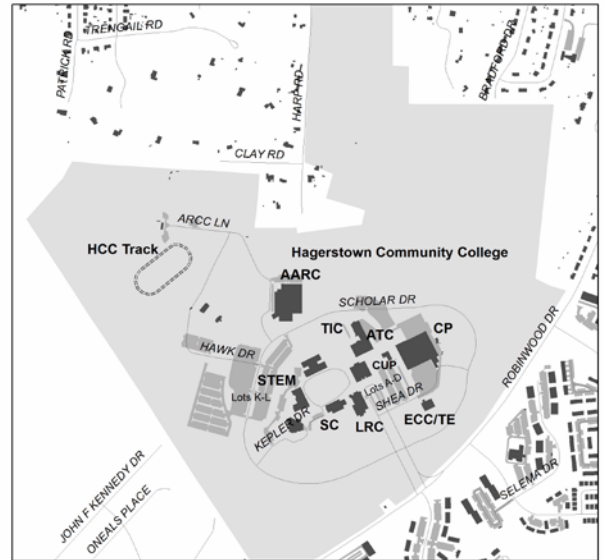 TRENGAIL RD
PATRICK RD
HARP RD
BRADFORD DR
CLAY RD
ARCC LN
HCC Track
Hagerstown Community College
AARC
SCHOLAR DR
TIC
ATC
CP
ROBINWOOD DR
HAWK DR
STEM
CUP
Lots K-L
Lots A-D
SHEA DR
KEPLER DR
SC
LRC
ECC/TE
SELEMA DR
JOHN F KENNEDY DR
ONEALS PLACE